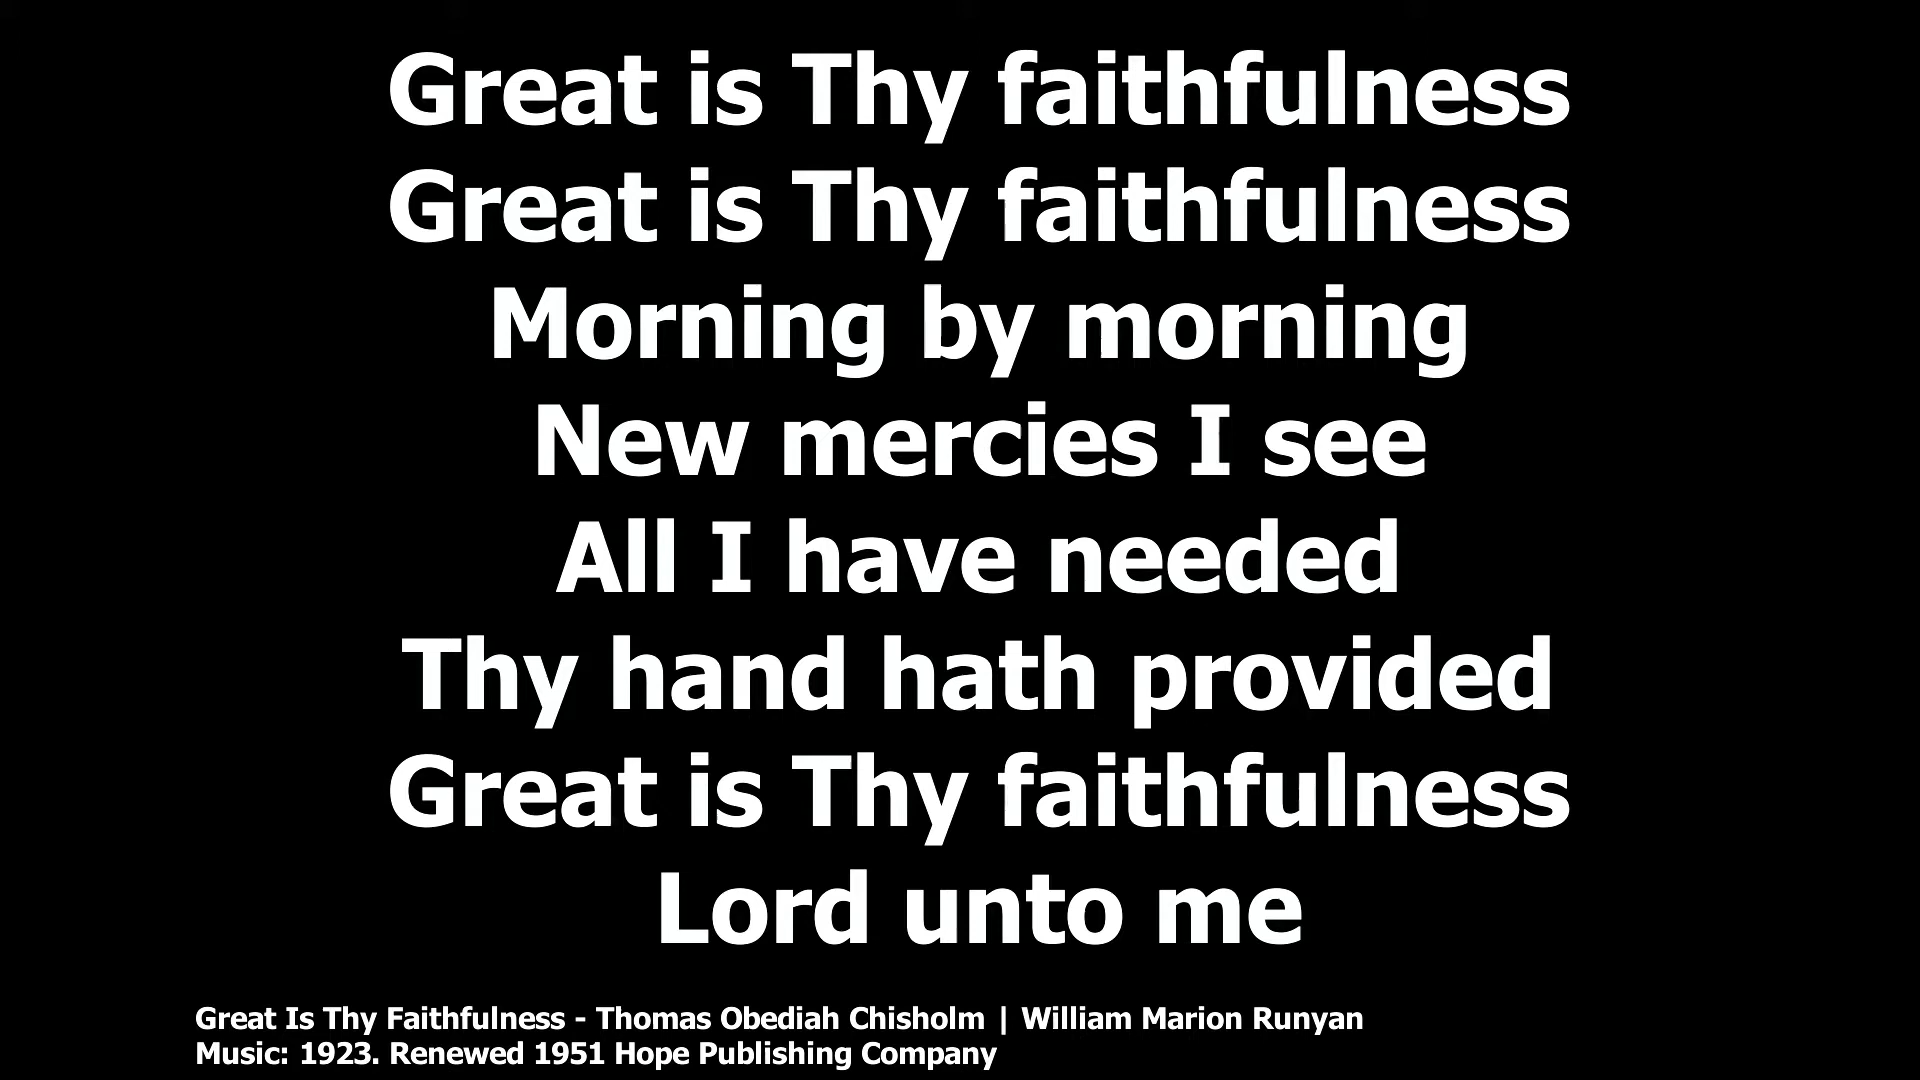 Great is Thy faithfulness
Great is Thy faithfulness
Morning by morning
New mercies I see
All I have needed
Thy hand hath provided
Great is Thy faithfulness
Lord unto me
Great Is Thy Faithfulness - Thomas Obediah Chisholm | William Marion Runyan
Music: 1923. Renewed 1951 Hope Publishing Company